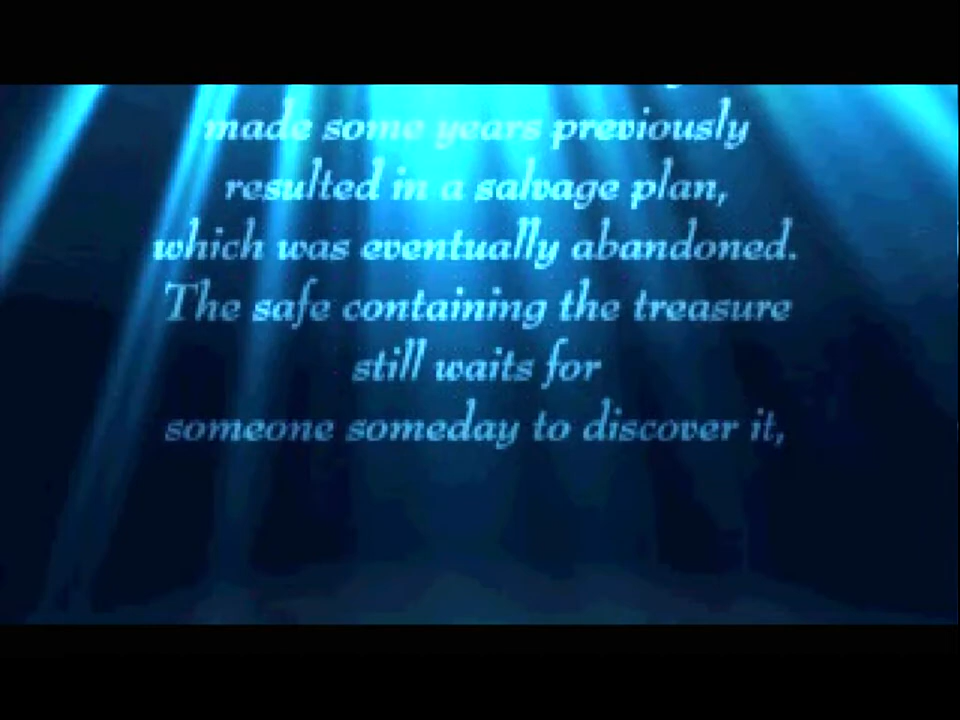 made some years previously
resulted in a salvage plan,
which was eventually abandoned.
The safe containing the treasure
still waits for
someone someday to discover it,